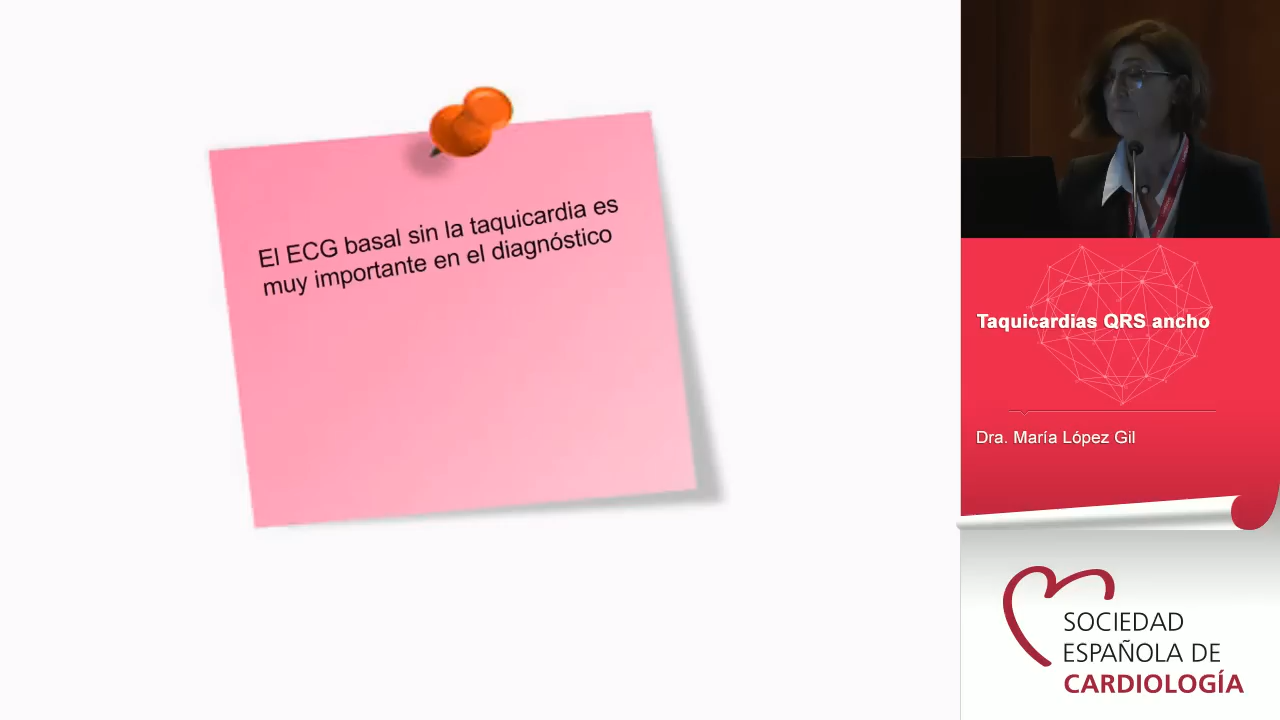 El ECG basal sin la taquicardia es
muy importante en el diagnóstico
Taquicardias QRS ancho
Dra. María López Gil
SOCIEDAD
ESPAÑOLA DE
CARDIOLOGÍA